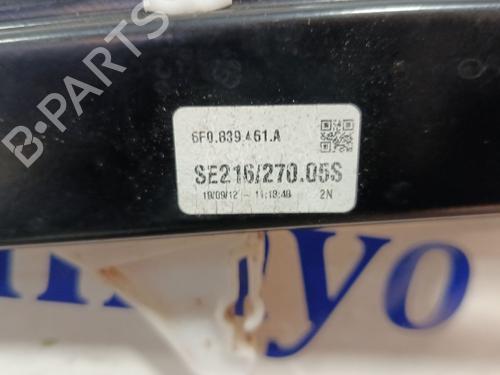 B-PARTS
6F0.839.461.A
SE216/270.05S
19/09/12 - 11:13:48 2N
yo